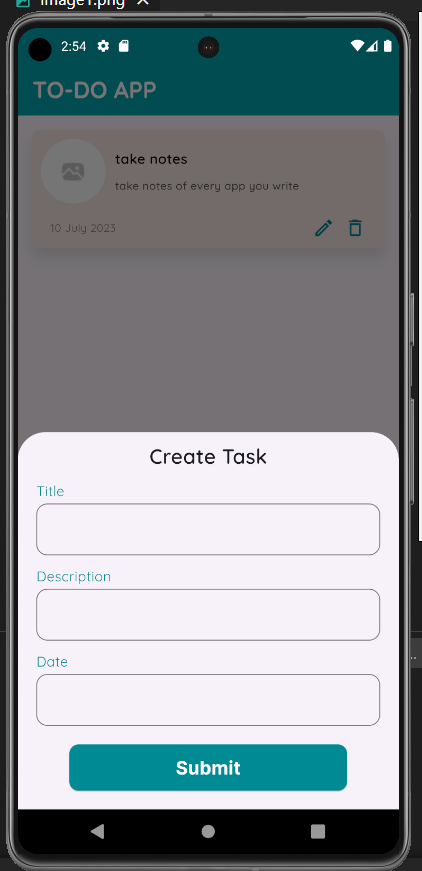 image1.png
2:54
TO-DO APP
take notes
take notes of every app you write
10 July 2023
Create Task
Title
Description
Date
Submit